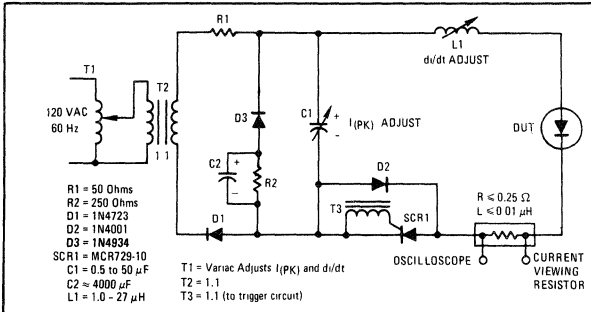 R1
L1
di/dt ADJUST
T1
T2
120 VAC
60 Hz
1 1
D3
C1
+
-
I(PK) ADJUST
DUT
C2
+
-
R2
D2
T3
SCR1
D1
R ≤ 0.25 Ω
L ≤ 0 01 µH
OSCILLOSCOPE
CURRENT
VIEWING
RESISTOR
R1 = 50 Ohms
R2 = 250 Ohms
D1 = 1N4723
D2 = 1N4001
D3 = 1N4934
SCR1 = MCR729-10
C1 = 0.5 to 50 µF
C2 ≈ 4000 µF
L1 = 1.0 - 27 µH
T1 = Variac Adjusts I(PK) and di/dt
T2 = 1.1
T3 = 1.1 (to trigger circuit)